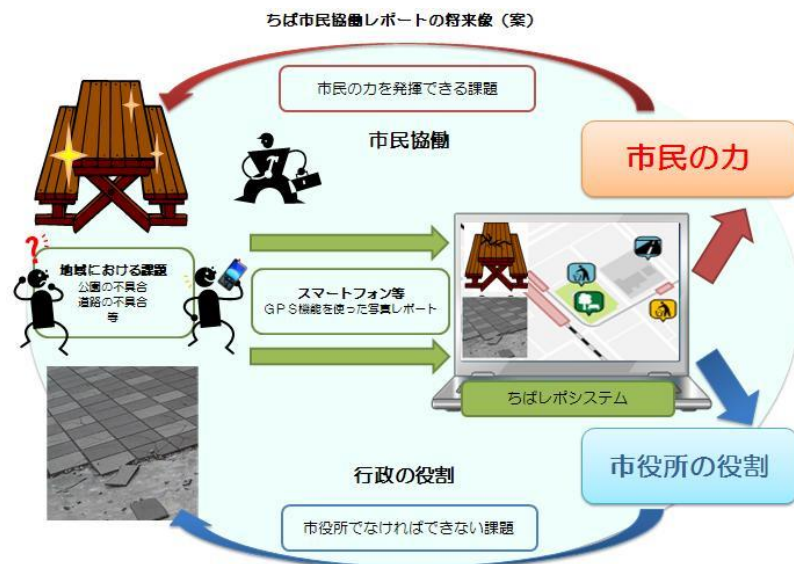 ちば市民協働レポートの将来像（案）
市民の力を発揮できる課題
市民協働
市民の力
地域における課題
公園の不具合
道路の不具合
等
スマートフォン等
ＧＰＳ機能を使った写真レポート
ちばレポシステム
行政の役割
市役所の役割
市役所でなければできない課題